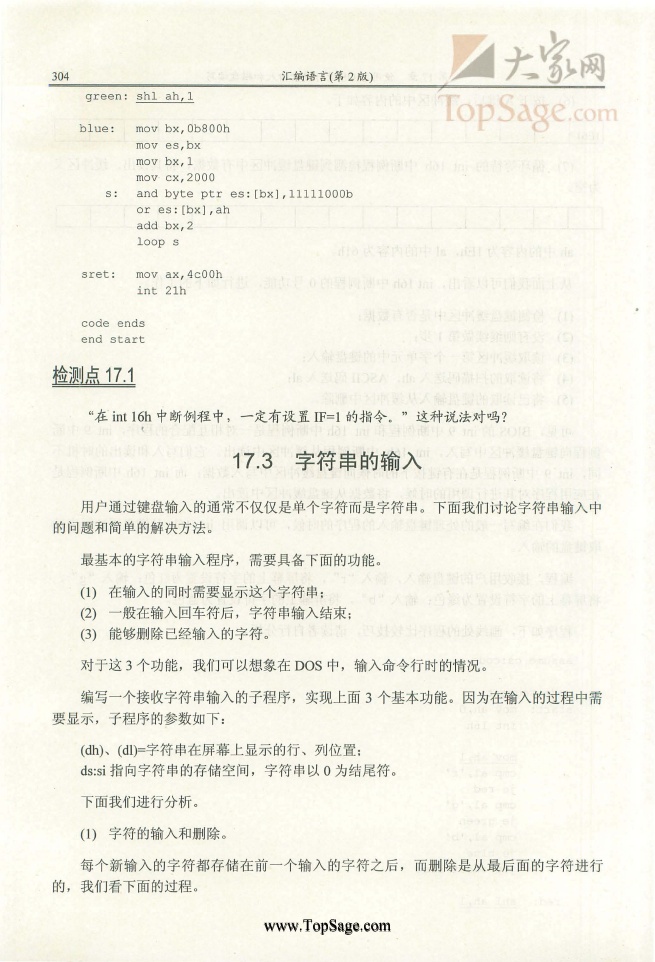 大家网
TopSage.com
304 汇编语言(第 2 版)
green: shl ah,1
blue: mov bx,0b800h
mov es,bx
mov bx,1
mov cx,2000
s: and byte ptr es:[bx],11111000b
or es:[bx],ah
add bx,2
loop s
sret: mov ax,4c00h
int 21h
code ends
end start
检测点 17.1
“在 int 16h 中断例程中，一定有设置 IF=1 的指令。”这种说法对吗？
17.3 字符串的输入
用户通过键盘输入的通常不仅仅是单个字符而是字符串。下面我们讨论字符串输入中
的问题和简单的解决方法。
最基本的字符串输入程序，需要具备下面的功能。
(1) 在输入的同时需要显示这个字符串；
(2) 一般在输入回车符后，字符串输入结束；
(3) 能够删除已经输入的字符。
对于这 3 个功能，我们可以想象在 DOS 中，输入命令行时的情况。
编写一个接收字符串输入的子程序，实现上面 3 个基本功能。因为在输入的过程中需
要显示，子程序的参数如下：
(dh)、(dl)=字符串在屏幕上显示的行、列位置；
ds:si 指向字符串的存储空间，字符串以 0 为结尾符。
下面我们进行分析。
(1) 字符的输入和删除。
每个新输入的字符都存储在前一个输入的字符之后，而删除是从最后面的字符进行
的，我们看下面的过程。
www.TopSage.com